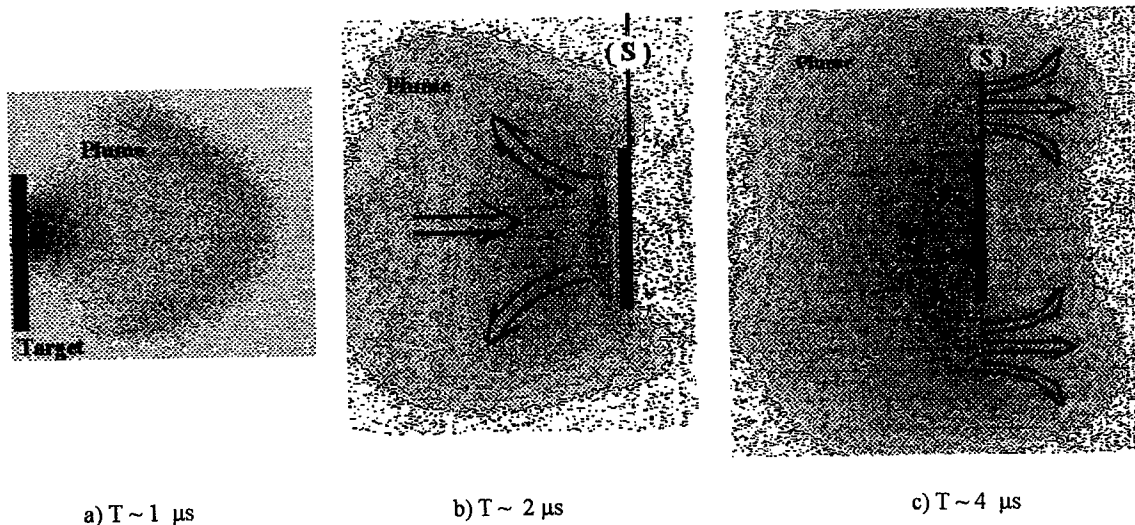 Plume
Target
a) T ~ 1 μs
( S )
Plume
b) T ~ 2 μs
( S )
Plume
c) T ~ 4 μs